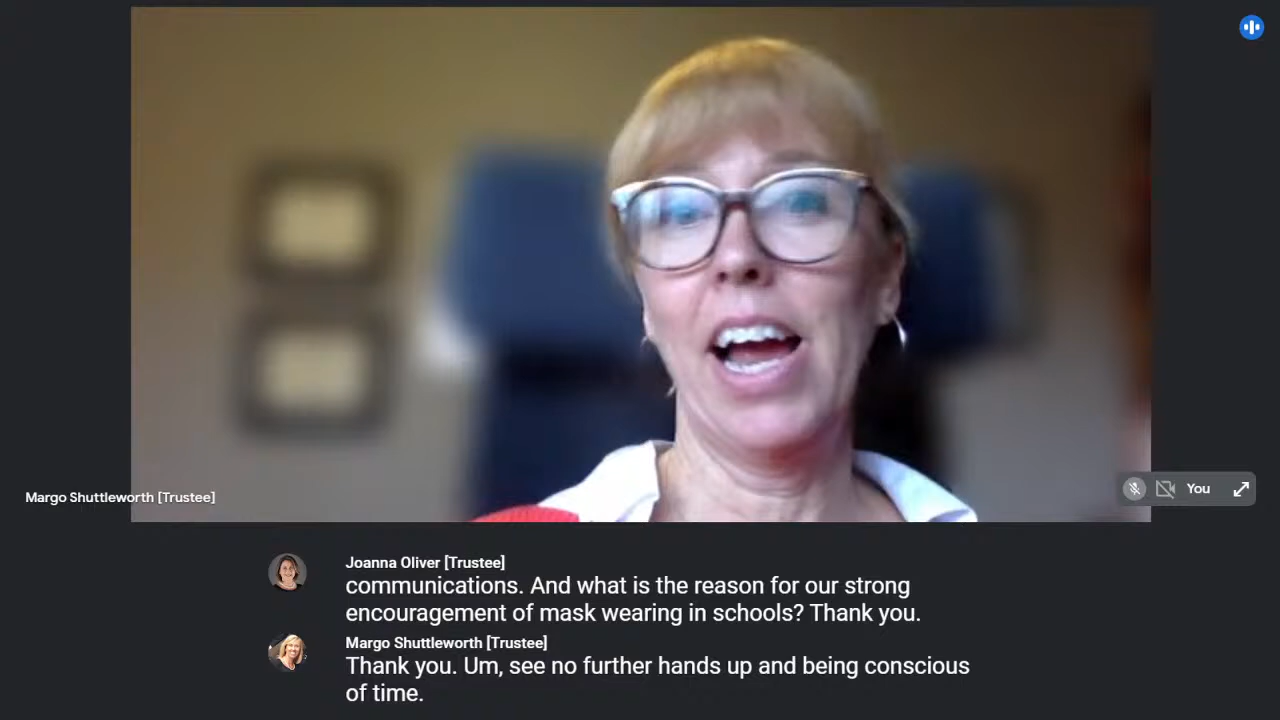 Margo Shuttleworth [Trustee]
You
Joanna Oliver [Trustee]
communications. And what is the reason for our strong
encouragement of mask wearing in schools? Thank you.
Margo Shuttleworth [Trustee]
Thank you. Um, see no further hands up and being conscious
of time.